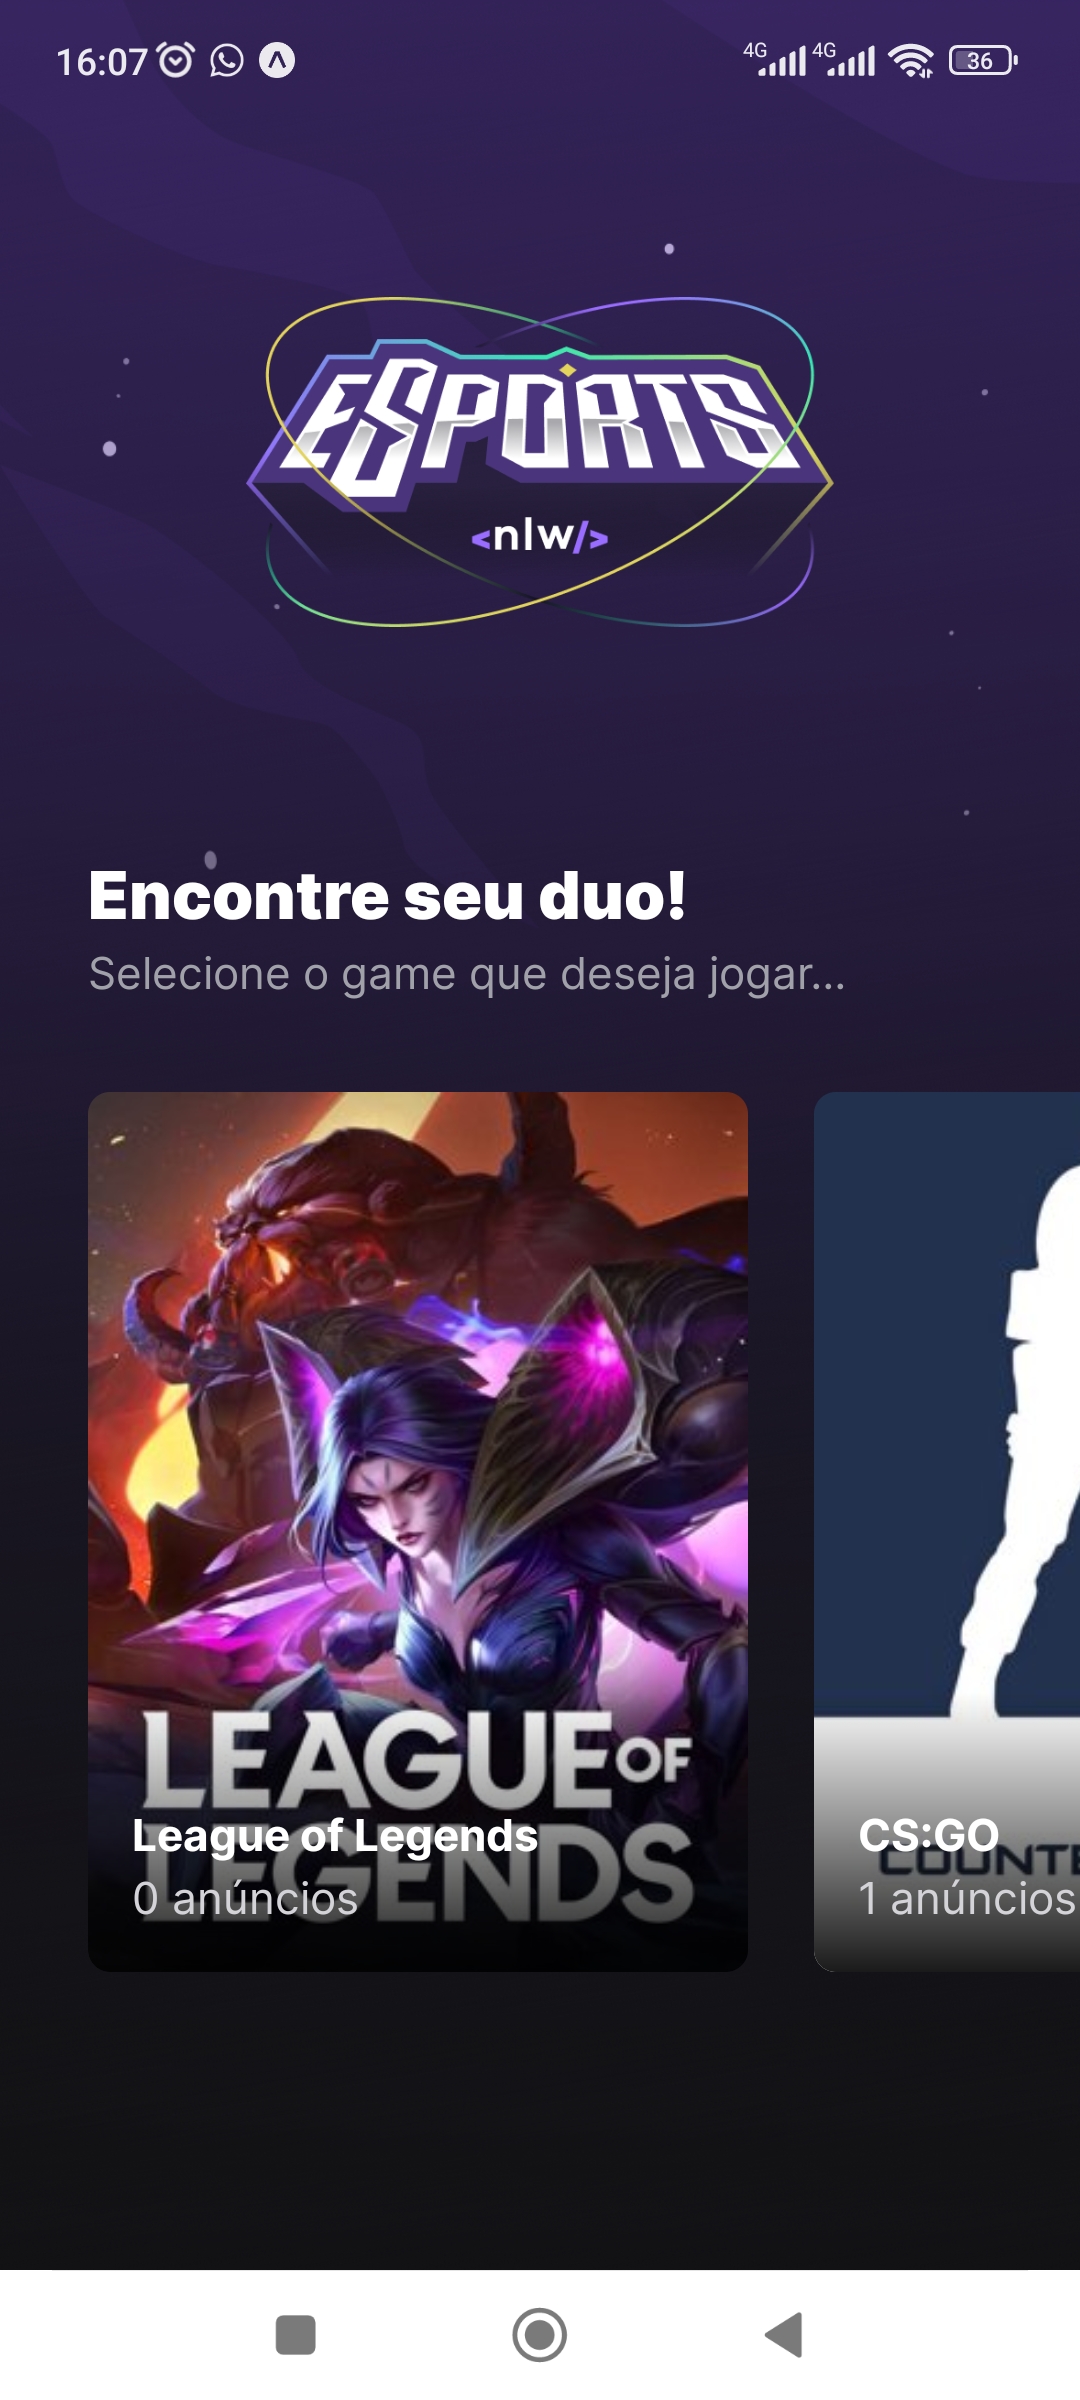 16:07
4G 4G 36
ESPORTS
<nlw/>
Encontre seu duo!
Selecione o game que deseja jogar...
LEAGUE OF
LEGENDS
League of Legends
0 anúncios
CS:GO
1 anúncios